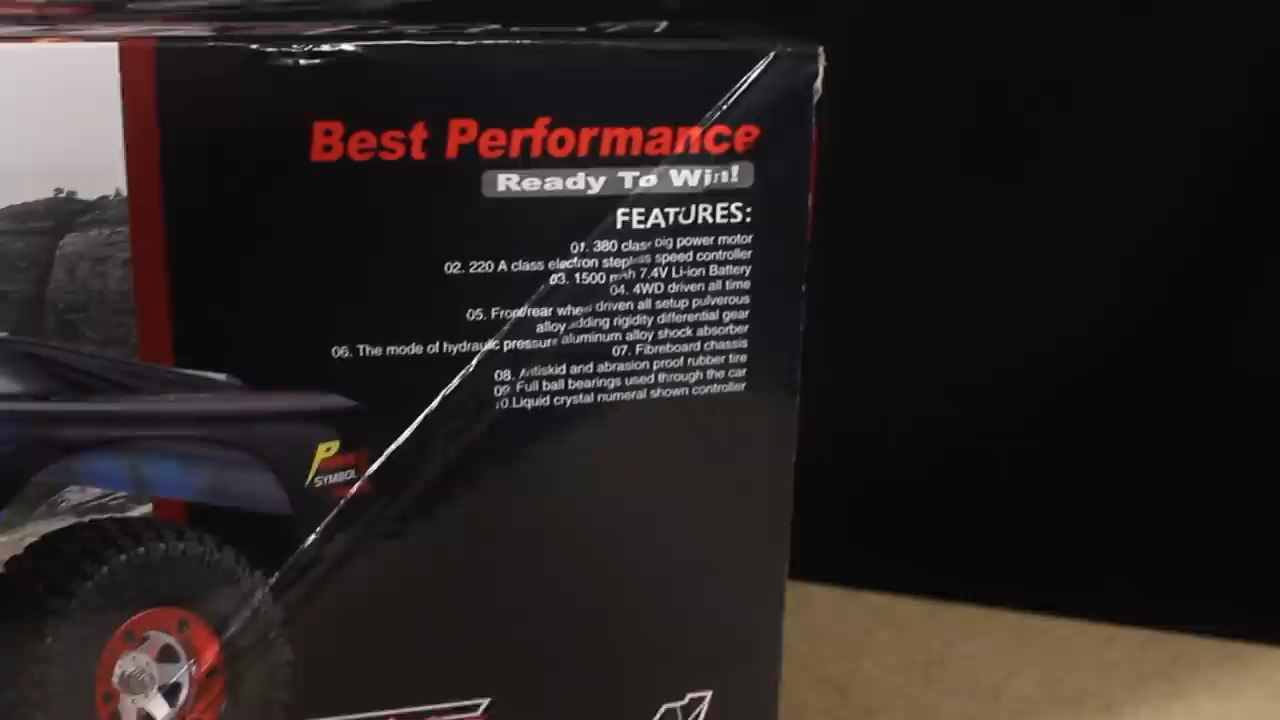 Best Performance
Ready To Win!
FEATURES:
01. 380 class big power motor
02. 220 A class electron stepless speed controller
03. 1500 mah 7.4V Li-ion Battery
04. 4WD driven all time
05. Front/rear wheel driven all setup pulverous
alloy adding rigidity differential gear
06. The mode of hydraulic pressure aluminum alloy shock absorber
07. Fibreboard chassis
08. Antiskid and abrasion proof rubber tire
09. Full ball bearings used through the car
10.Liquid crystal numeral shown controller
SYMBOL